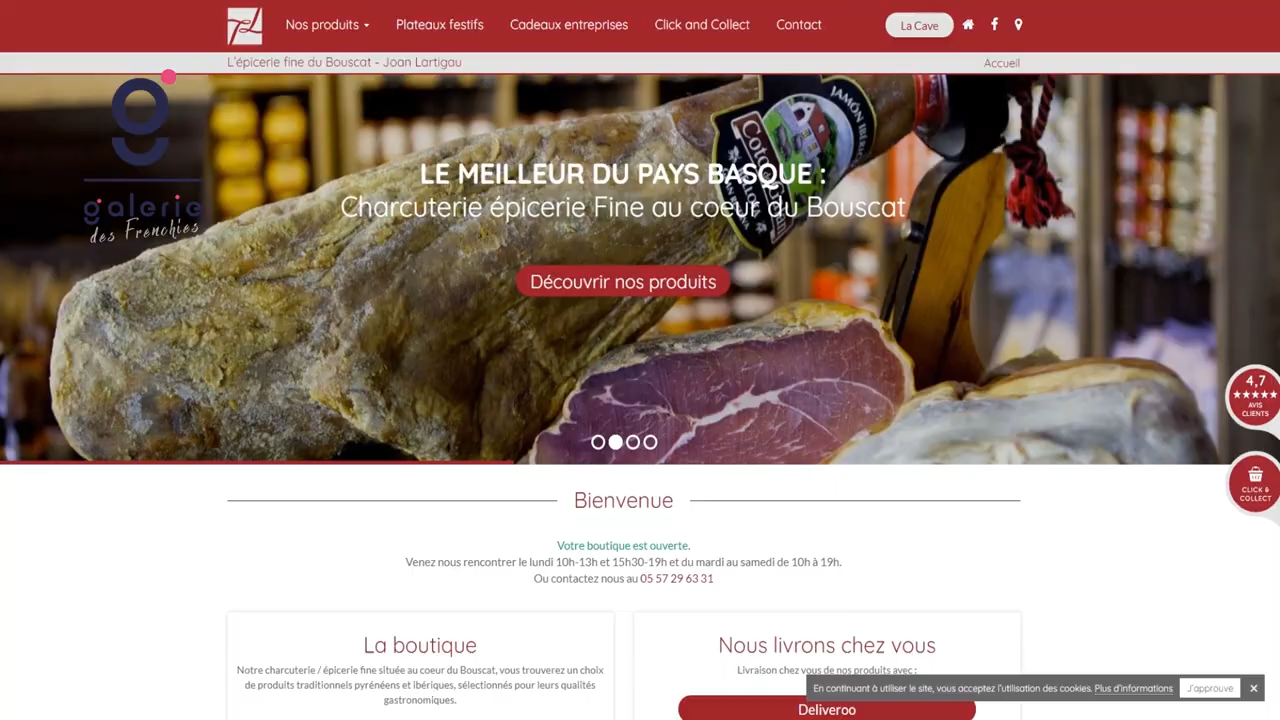 Nos produits
Plateaux festifs
Cadeaux entreprises
Click and Collect
Contact
La Cave
L'épicerie fine du Bouscat - Joan Lartigau
Accueil
galerie
des Frenchies
JAMÓN IBÉRIC
LE MEILLEUR DU PAYS BASQUE :
Charcuterie épicerie Fine au coeur du Bouscat
Découvrir nos produits
4,7
AVIS
CLIENTS
CLICK &
COLLECT
Bienvenue
Votre boutique est ouverte.
Venez nous rencontrer le lundi 10h-13h et 15h30-19h et du mardi au samedi de 10h à 19h.
Ou contactez nous au 05 57 29 63 31
La boutique
Notre charcuterie / épicerie fine située au coeur du Bouscat, vous trouverez un choix
de produits traditionnels pyrénéens et ibériques, sélectionnés pour leurs qualités
gastronomiques.
Nous livrons chez vous
Livraison chez vous de nos produits avec :
Deliveroo
En continuant à utiliser le site, vous acceptez l'utilisation des cookies. Plus d'informations
J'approuve